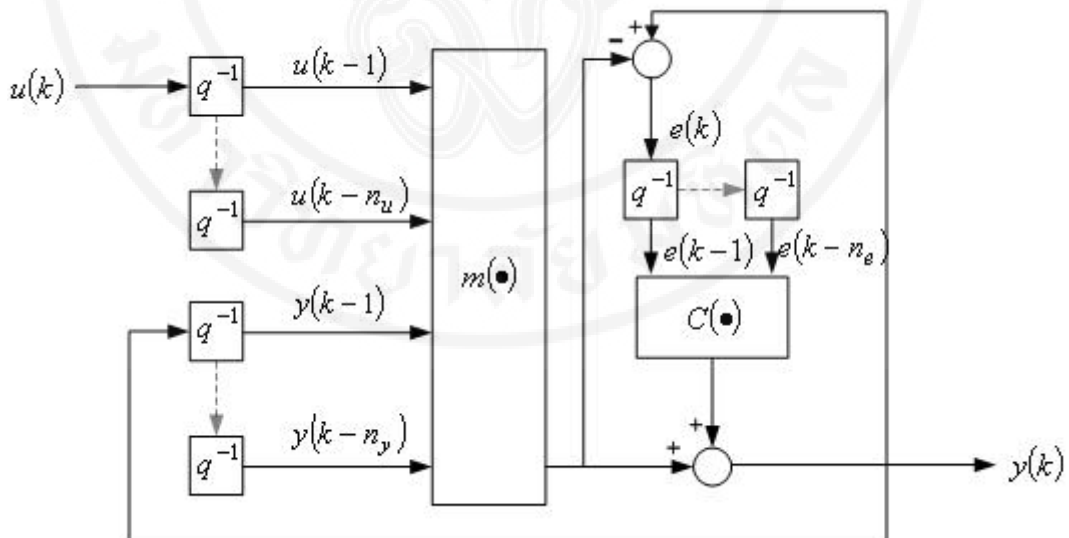 u(k)
q⁻¹
u(k−1)
q⁻¹
u(k−n_u)
q⁻¹
y(k−1)
q⁻¹
y(k−n_y)
m(●)
−
+
e(k)
q⁻¹
q⁻¹
e(k−1)
e(k−n_e)
C(●)
+
+
y(k)